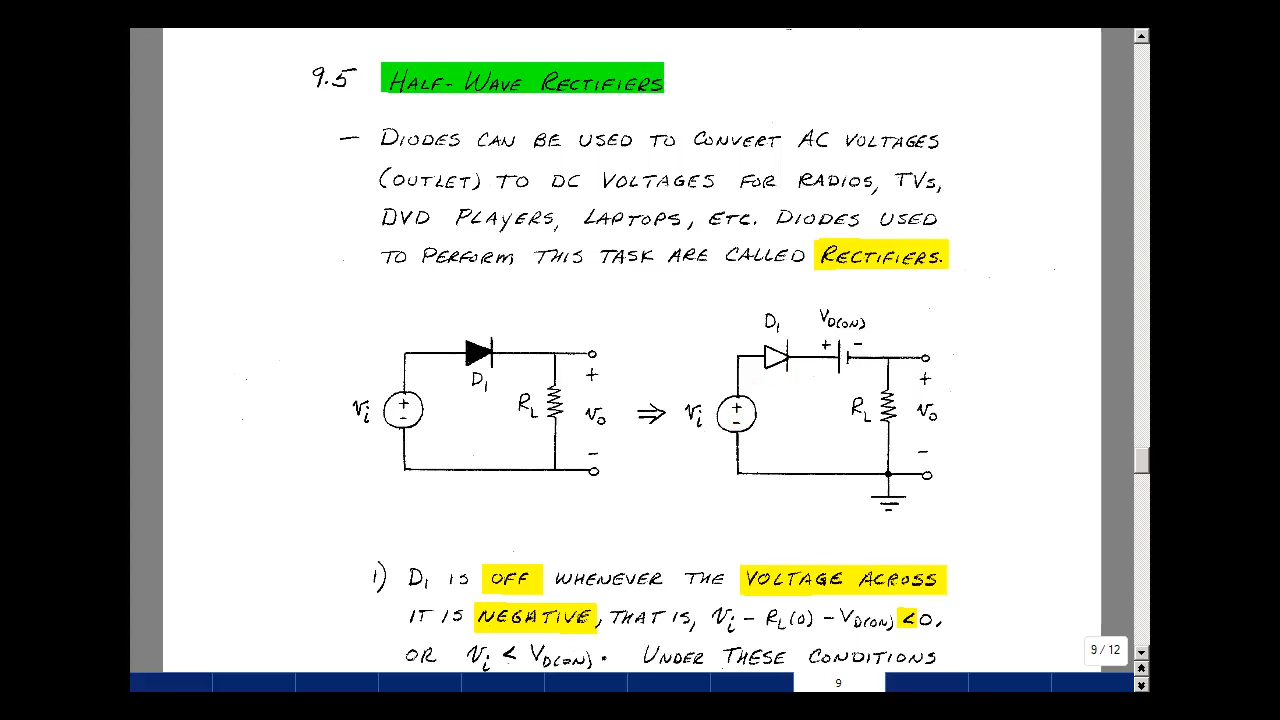 9.5 HALF-WAVE RECTIFIERS
— DIODES CAN BE USED TO CONVERT AC VOLTAGES
(OUTLET) TO DC VOLTAGES FOR RADIOS, TVs,
DVD PLAYERS, LAPTOPS, ETC. DIODES USED
TO PERFORM THIS TASK ARE CALLED RECTIFIERS.
D1 VD(ON)
+ -
D1
vi + - RL + vo - ⇒ vi + - RL + vo -
1) D1 IS OFF WHENEVER THE VOLTAGE ACROSS
IT IS NEGATIVE, THAT IS, vi - RL(0) - VD(ON) < 0,
OR vi < VD(ON). UNDER THESE CONDITIONS
9 / 12
9